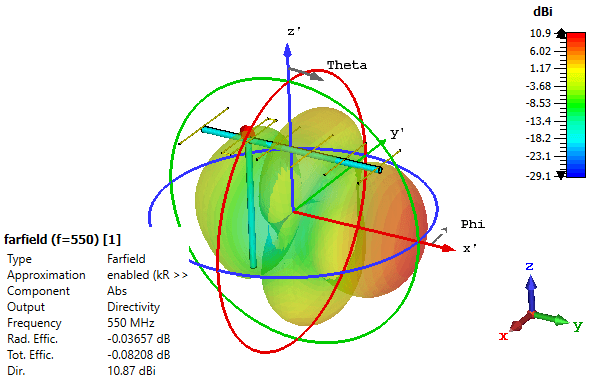 dBi
10.9
6.02
1.17
-3.68
-8.53
-13.4
-18.2
-23.1
-29.1
z'
Theta
y'
Phi
x'
farfield (f=550) [1]
Type Farfield
Approximation enabled (kR >>
Component Abs
Output Directivity
Frequency 550 MHz
Rad. Effic. -0.03657 dB
Tot. Effic. -0.08208 dB
Dir. 10.87 dBi
z
x
y